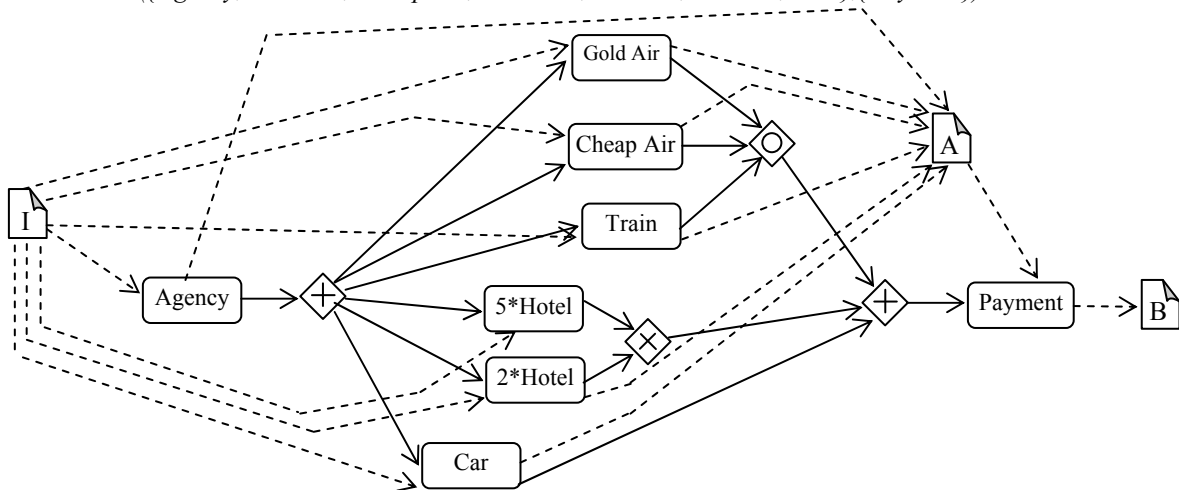 Gold Air
Cheap Air
A
Train
I
Agency
5*Hotel
Payment
B
2*Hotel
Car